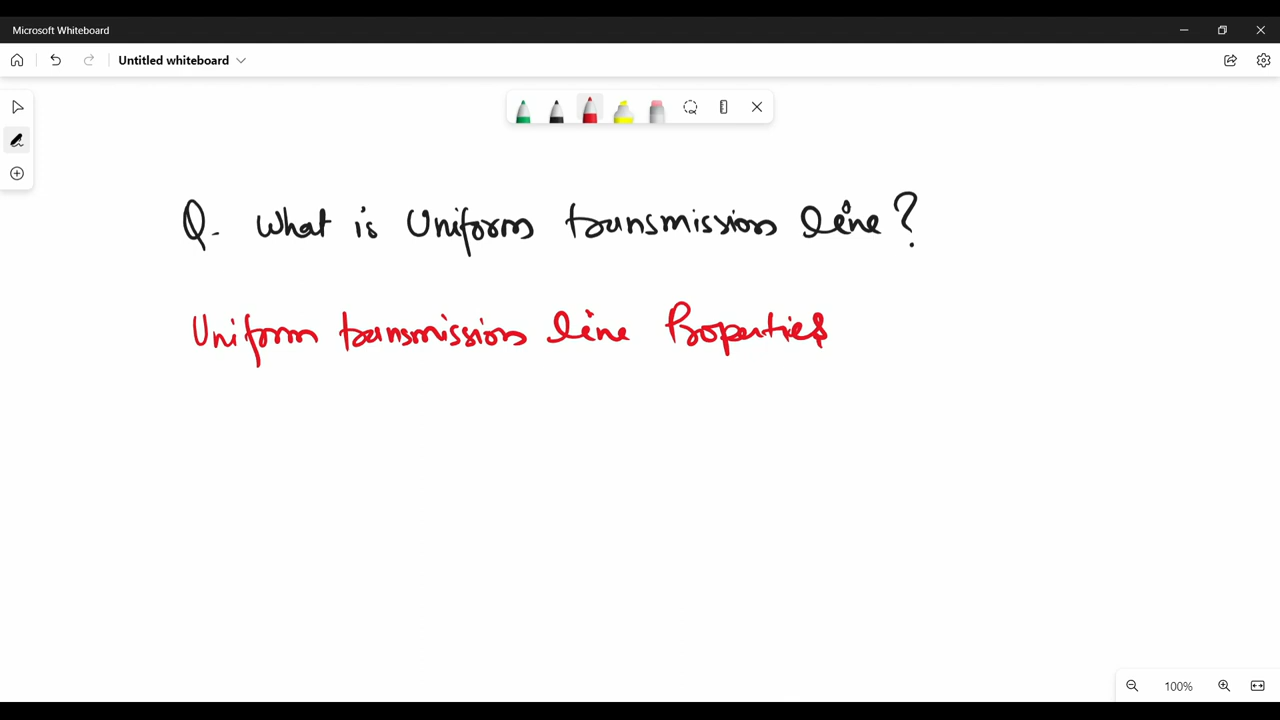 Microsoft Whiteboard
Untitled whiteboard
Q. What is Uniform transmission line?
Uniform transmission line Properties
100%